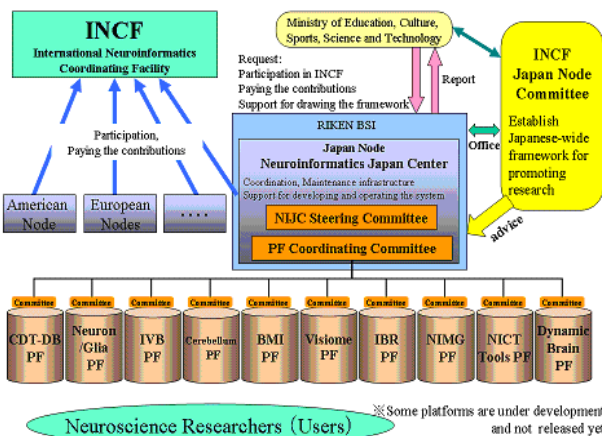 INCF
International Neuroinformatics
Coordinating Facility
Ministry of Education, Culture,
Sports, Science and Technology
INCF
Japan Node
Committee
Establish
Japanese-wide
framework for
promoting
research
Request:
Participation in INCF
Paying the contributions
Support for drawing the framework
Report
Participation,
Paying the contributions
RIKEN BSI
Japan Node
Neuroinformatics Japan Center
Coordination, Maintenance infrastructure
Support for developing and operating the system
NIJC Steering Committee
PF Coordinating Committee
Office
advice
American
Node
European
Nodes
....
Committee
CDT-DB
PF
Committee
Neuron
/Glia
PF
Committee
IVB
PF
Committee
Cerebellum
PF
Committee
BMI
PF
Committee
Visiome
PF
Committee
IBR
PF
Committee
NIMG
PF
Committee
NICT
Tools PF
Committee
Dynamic
Brain
PF
Neuroscience Researchers (Users)
※Some platforms are under development
and not released yet